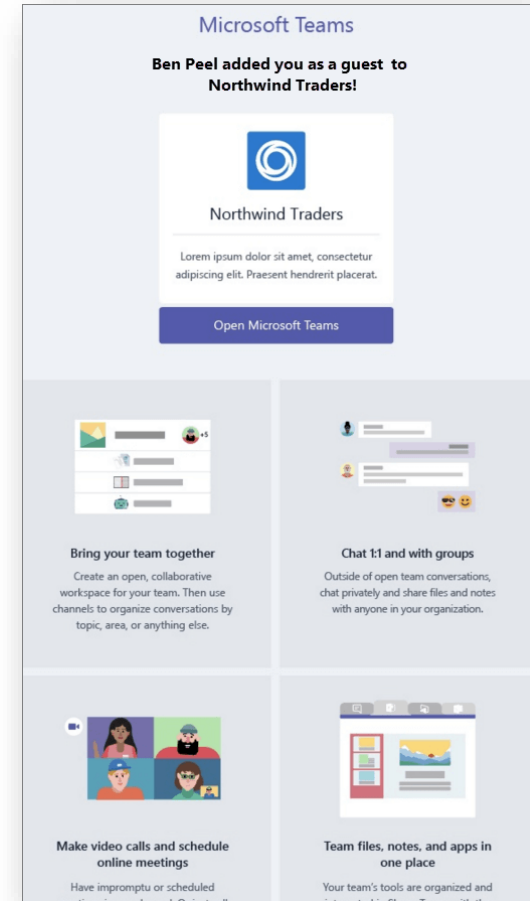 Microsoft Teams
Ben Peel added you as a guest to
Northwind Traders!
Northwind Traders
Lorem ipsum dolor sit amet, consectetur
adipiscing elit. Praesent hendrerit placerat.
Open Microsoft Teams
+5
Bring your team together
Create an open, collaborative
workspace for your team. Then use
channels to organize conversations by
topic, area, or anything else.
Chat 1:1 and with groups
Outside of open team conversations,
chat privately and share files and notes
with anyone in your organization.
Make video calls and schedule
online meetings
Have impromptu or scheduled
Team files, notes, and apps in
one place
Your team's tools are organized and